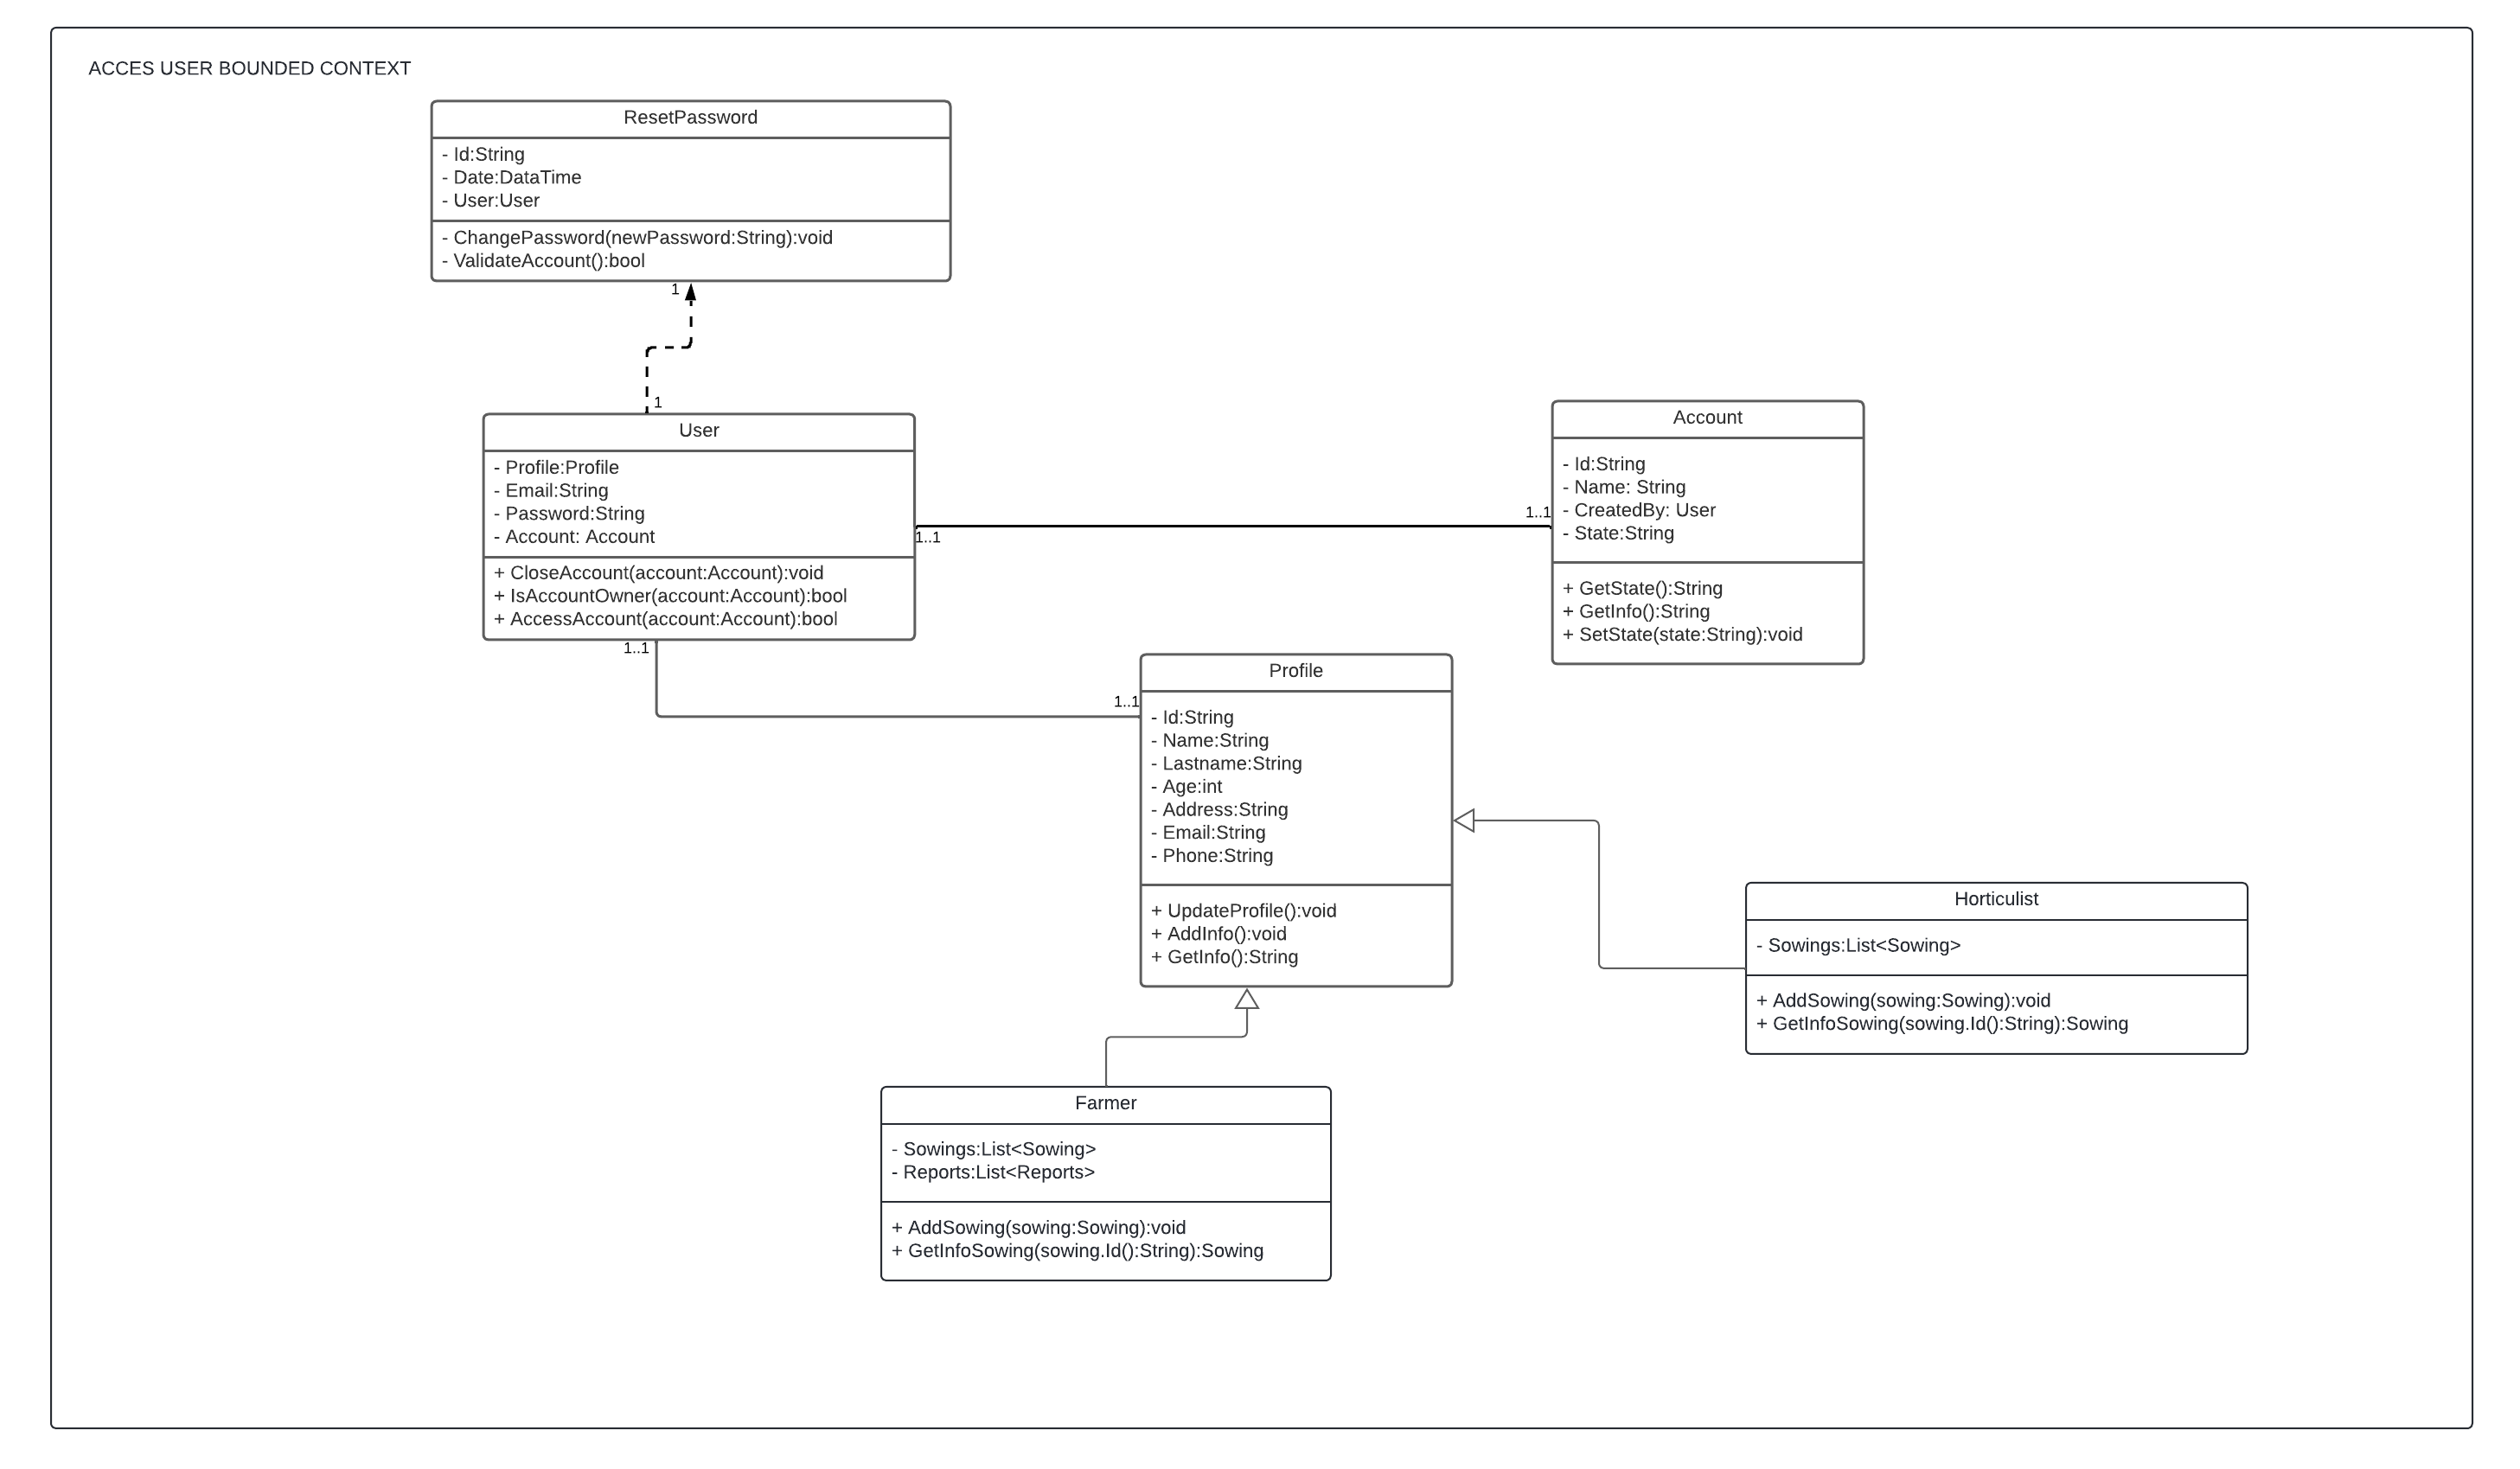 ACCES USER BOUNDED CONTEXT
ResetPassword
- Id:String
- Date:DataTime
- User:User
- ChangePassword(newPassword:String):void
- ValidateAccount():bool
1
1
User
- Profile:Profile
- Email:String
- Password:String
- Account: Account
+ CloseAccount(account:Account):void
+ IsAccountOwner(account:Account):bool
+ AccessAccount(account:Account):bool
1..1
1..1
Account
- Id:String
- Name: String
- CreatedBy: User
- State:String
+ GetState():String
+ GetInfo():String
+ SetState(state:String):void
1..1
1..1
Profile
- Id:String
- Name:String
- Lastname:String
- Age:int
- Address:String
- Email:String
- Phone:String
+ UpdateProfile():void
+ AddInfo():void
+ GetInfo():String
Horticulist
- Sowings:List<Sowing>
+ AddSowing(sowing:Sowing):void
+ GetInfoSowing(sowing.Id():String):Sowing
Farmer
- Sowings:List<Sowing>
- Reports:List<Reports>
+ AddSowing(sowing:Sowing):void
+ GetInfoSowing(sowing.Id():String):Sowing